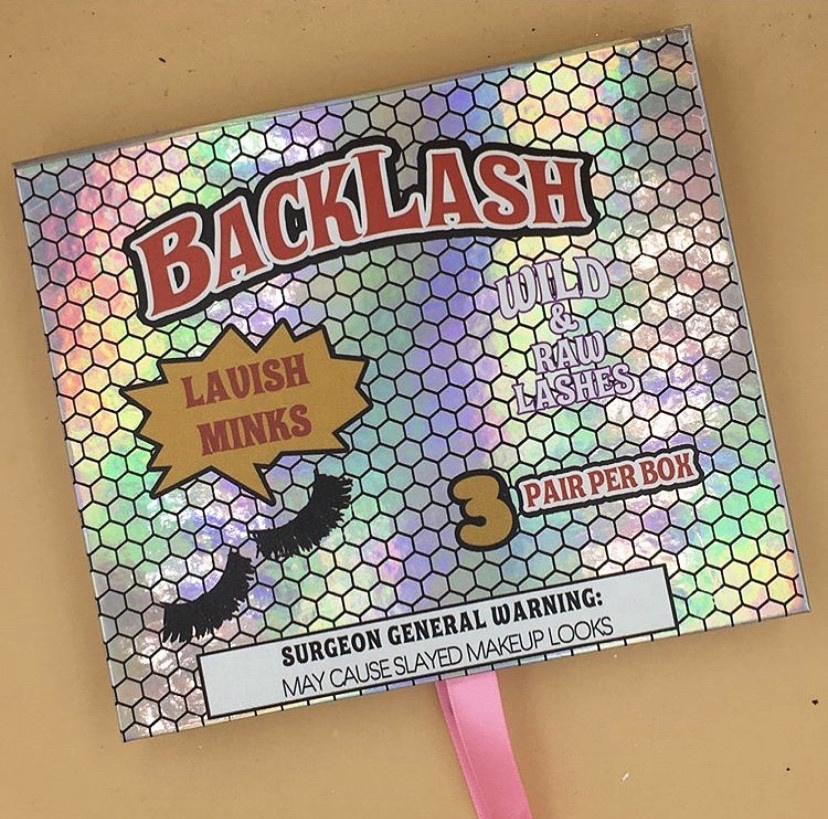 BACKLASH
LAVISH
MINKS
WILD
&
RAW
LASHES
3 PAIR PER BOX
SURGEON GENERAL WARNING:
MAY CAUSE SLAYED MAKEUP LOOKS